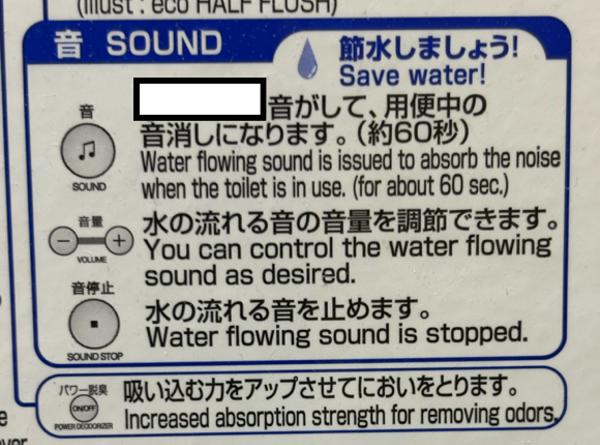 (Illust : eco HALF FLUSH)
音 SOUND
節水しましょう!
Save water!
音
SOUND
音がして、用便中の
音消しになります。(約60秒)
Water flowing sound is issued to absorb the noise
when the toilet is in use. (for about 60 sec.)
音量
VOLUME
水の流れる音の音量を調節できます。
You can control the water flowing
sound as desired.
音停止
SOUND STOP
水の流れる音を止めます。
Water flowing sound is stopped.
パワー脱臭
ON/OFF
POWER DEODORIZER
吸い込む力をアップさせてにおいをとります。
Increased absorption strength for removing odors.